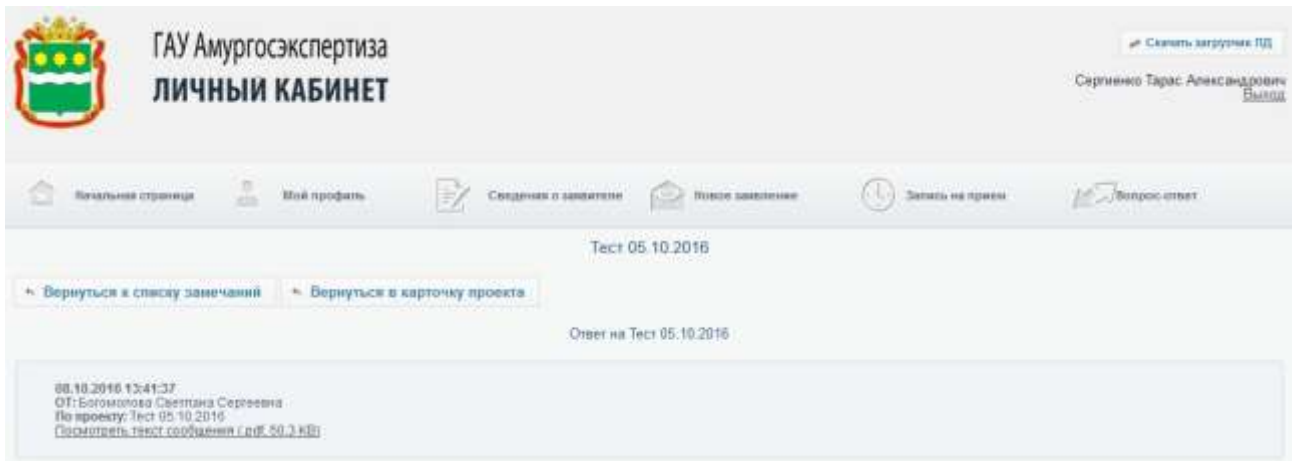 ГАУ Амургосэкспертиза
ЛИЧНЫЙ КАБИНЕТ
Скачать загрузчик ПД
Сергиенко Тарас Александрович
Выход
Начальная страница
Мой профиль
Сведения о заявителе
Новое заявление
Запись на прием
Вопрос-ответ
Тест 05.10.2016
Вернуться к списку замечаний
Вернуться в карточку проекта
Ответ на Тест 05.10.2016
08.10.2016 13:41:37
ОТ: Богомолова Светлана Сергеевна
По проекту: Тест 05.10.2016
Посмотреть текст сообщения (.pdf, 50.3 KB)